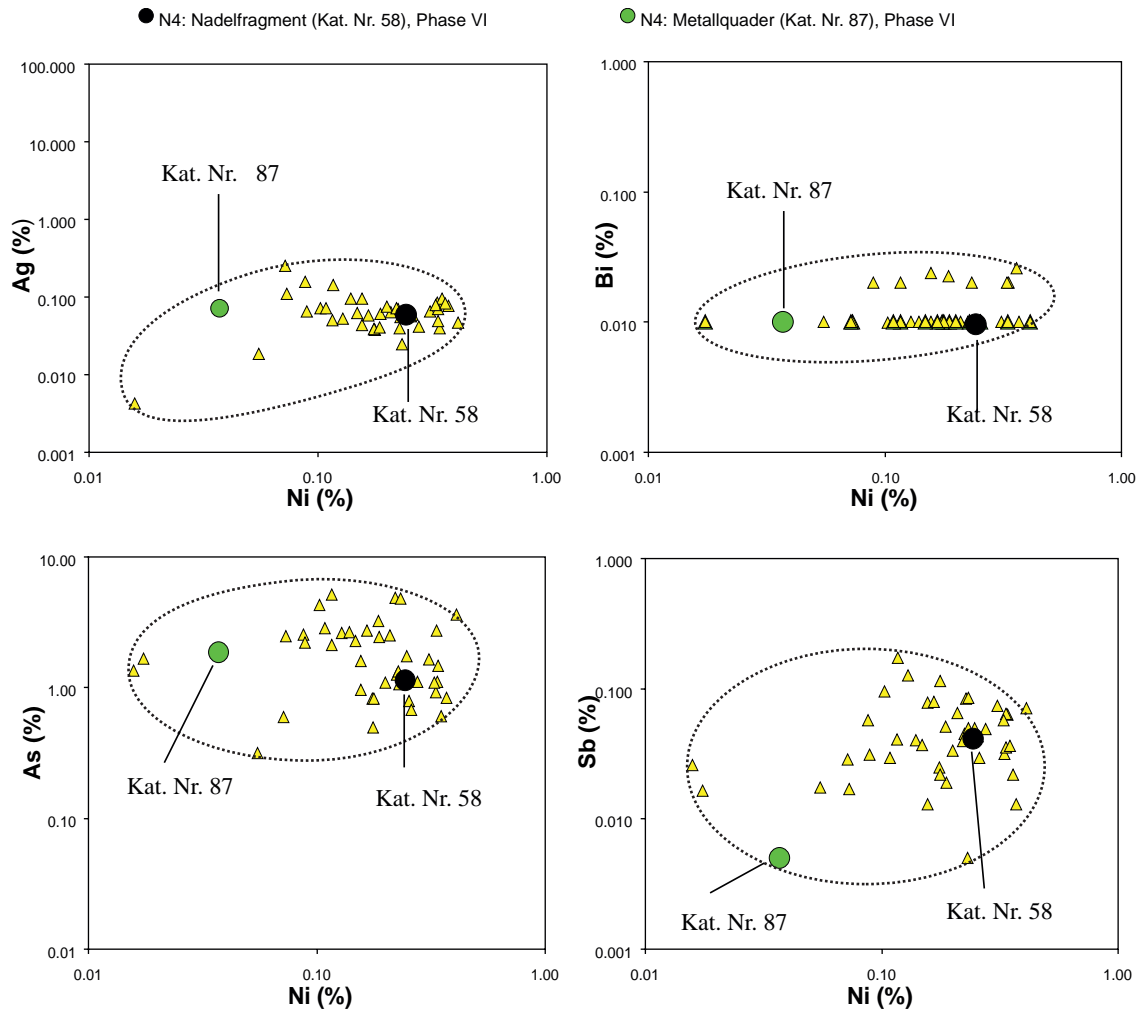 N4: Nadelfragment (Kat. Nr. 58), Phase VI
N4: Metallquader (Kat. Nr. 87), Phase VI
100.000
10.000
1.000
0.100
0.010
0.001
Ag (%)
Kat. Nr. 87
Kat. Nr. 58
0.01
0.10
1.00
Ni (%)
1.000
0.100
0.010
0.001
Bi (%)
Kat. Nr. 87
Kat. Nr. 58
0.01
0.10
1.00
Ni (%)
10.00
1.00
0.10
0.01
As (%)
Kat. Nr. 87
Kat. Nr. 58
0.01
0.10
1.00
Ni (%)
1.000
0.100
0.010
0.001
Sb (%)
Kat. Nr. 87
Kat. Nr. 58
0.01
0.10
1.00
Ni (%)